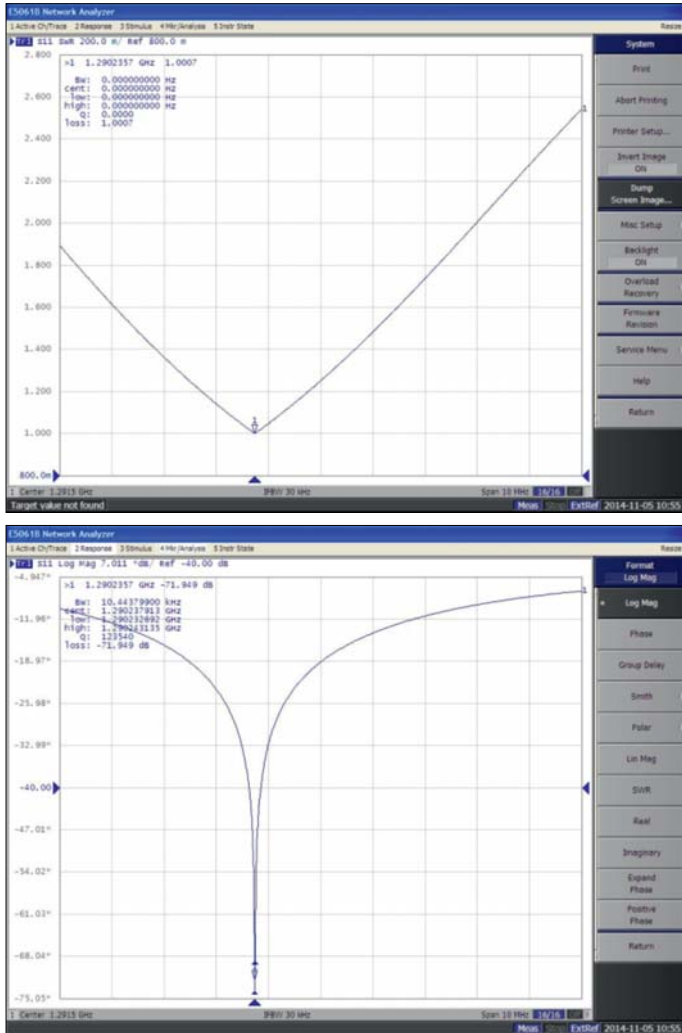 E5061B Network Analyzer
1 Active Ch/Trace 2 Response 3 Stimulus 4 Mkr/Analysis 5 Instr State
Resize
Tr1 S11 SWR 200.0 m/ Ref 800.0 m
2.800
2.600
2.400
2.200
2.000
1.800
1.600
1.400
1.200
1.000
800.0m
>1 1.2902357 GHz 1.0007
BW: 0.000000000 Hz
cent: 0.000000000 Hz
low: 0.000000000 Hz
high: 0.000000000 Hz
Q: 0.0000
loss: 1.0007
1
1
1 Center 1.2915 GHz
IFBW 30 kHz
Span 10 MHz 16/16
Target value not found
Meas Stop ExtRef 2014-11-05 10:55
System
Print
Abort Printing
Printer Setup...
Invert Image
ON
Dump
Screen Image...
Misc Setup
Backlight
ON
Overload
Recovery
Firmware
Revision
Service Menu
Help
Return
E5061B Network Analyzer
1 Active Ch/Trace 2 Response 3 Stimulus 4 Mkr/Analysis 5 Instr State
Resize
Tr1 S11 Log Mag 7.011 "dB/ Ref -40.00 dB
-4.947"
-11.96"
-18.97"
-25.98"
-32.99"
-40.00
-47.01"
-54.02"
-61.03"
-68.04"
-75.05"
>1 1.2902357 GHz -71.949 dB
BW: 10.44379900 kHz
cent: 1.290237913 GHz
low: 1.290232692 GHz
high: 1.290243135 GHz
Q: 123540
loss: -71.949 dB
1
1 Center 1.2915 GHz
IFBW 30 kHz
Span 10 MHz 16/16
Meas Stop ExtRef 2014-11-05 10:55
Format
Log Mag
Log Mag
Phase
Group Delay
Smith
Polar
Lin Mag
SWR
Real
Imaginary
Expand
Phase
Positive
Phase
Return